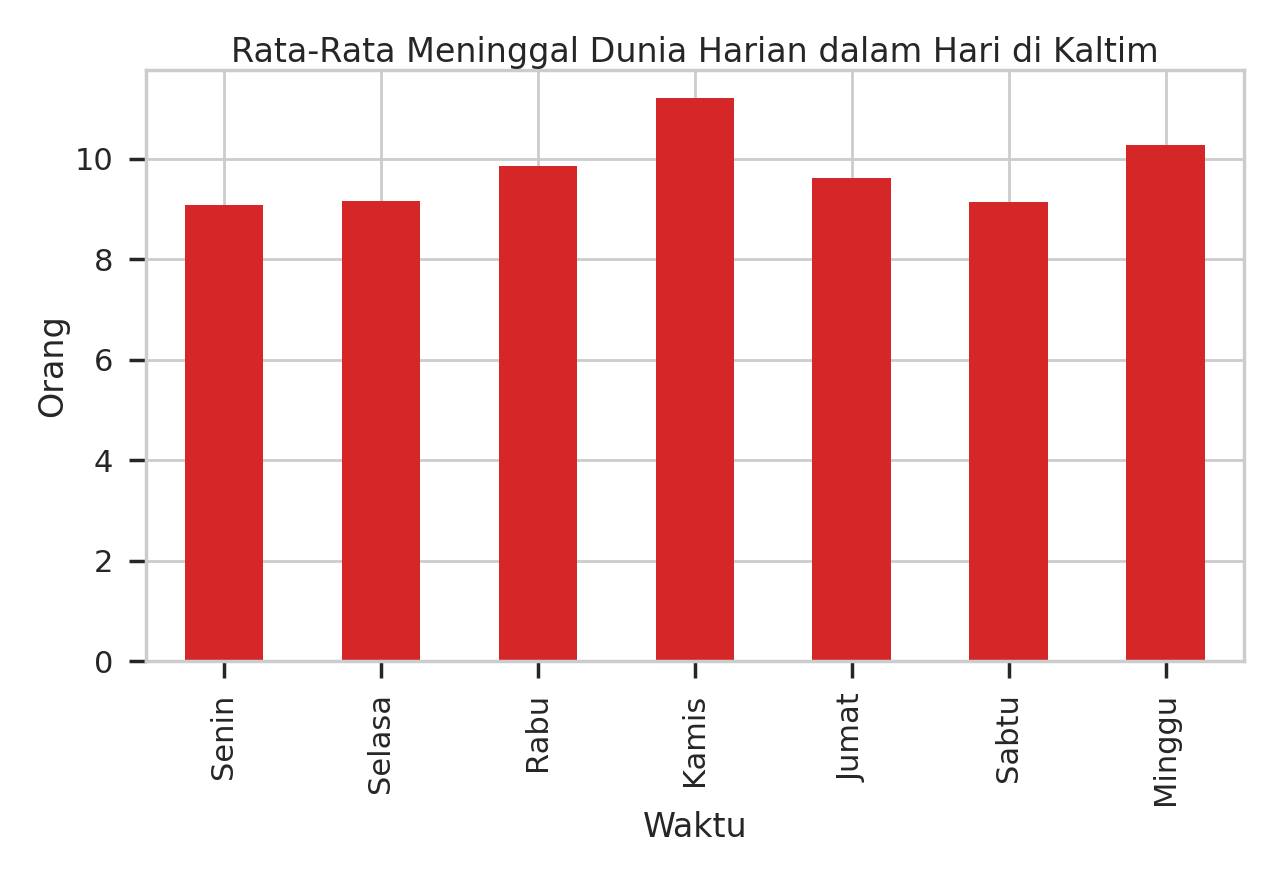 Rata-Rata Meninggal Dunia Harian dalam Hari di Kaltim
10
8
6
4
2
0
Orang
Senin
Selasa
Rabu
Kamis
Jumat
Sabtu
Minggu
Waktu